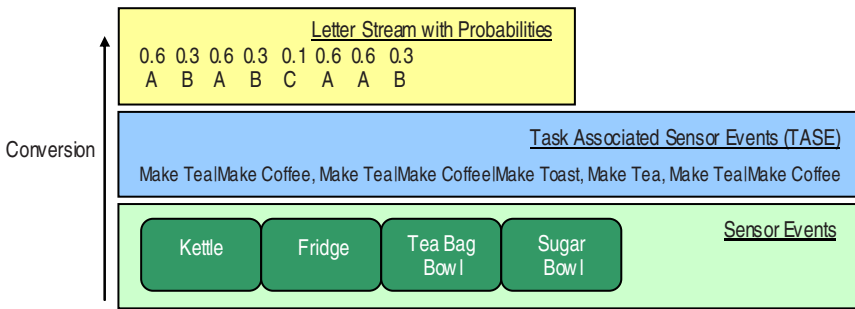 Letter Stream with Probabilities
0.6 0.3 0.6 0.3 0.1 0.6 0.6 0.3
A B A B C A A B
Conversion
Task Associated Sensor Events (TASE)
Make Tea|Make Coffee, Make Tea|Make Coffee|Make Toast, Make Tea, Make Tea|Make Coffee
Sensor Events
Kettle
Fridge
Tea Bag
Bowl
Sugar
Bowl